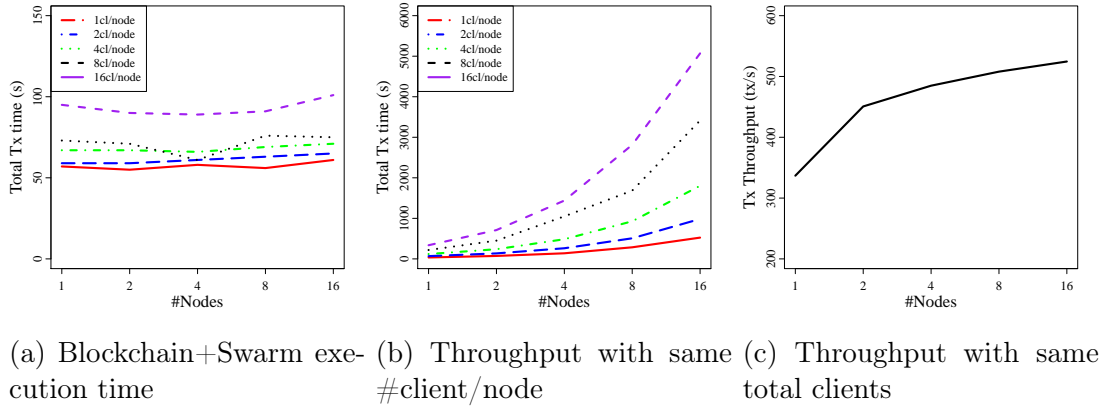 150
100
50
0
Total Tx time (s)
1cl/node
2cl/node
4cl/node
8cl/node
16cl/node
1 2 4 8 16
#Nodes
6000
5000
4000
3000
2000
1000
0
Total Tx time (s)
1cl/node
2cl/node
4cl/node
8cl/node
16cl/node
1 2 4 8 16
#Nodes
600
500
400
300
200
Tx Throughput (tx/s)
1 2 4 8 16
#Nodes
(a) Blockchain+Swarm exe-
cution time
(b) Throughput with same
#client/node
(c) Throughput with same
total clients